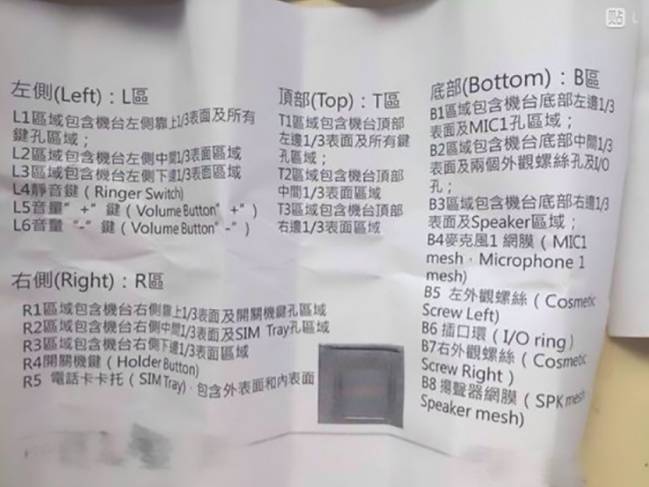 左側(Left)：L區
L1區域包含機台左側靠上1/3表面及所有
鍵孔區域；
L2區域包含機台左側中間1/3表面區域
L3區域包含機台左側下邊1/3表面區域
L4靜音鍵（Ringer Switch）
L5音量"+"鍵（Volume Button"+"）
L6音量"-"鍵（Volume Button"-"）
右側(Right)：R區
R1區域包含機台右側靠上1/3表面及開關機鍵孔區域
R2區域包含機台右側中間1/3表面及SIM Tray孔區域
R3區域包含機台右側下邊1/3表面區域
R4開關機鍵（Holder Button）
R5 電話卡卡托（SIM Tray)，包含外表面和內表面
頂部(Top)：T區
T1區域包含機台頂部
左邊1/3表面及所有鍵
孔區域；
T2區域包含機台頂部
中間1/3表面區域
T3區域包含機台頂部
右邊1/3表面區域
底部(Bottom)：B區
B1區域包含機台底部左邊1/3
表面及MIC1孔區域；
B2區域包含機台底部中間1/3
表面及兩個外觀螺絲孔及I/O
孔；
B3區域包含機台底部右邊1/3
表面及Speaker區域；
B4麥克風1 網膜（MIC1
mesh，Microphone 1
mesh）
B5 左外觀螺絲（Cosmetic
Screw Left)
B6 插口環（I/O ring）
B7右外觀螺絲（Cosmetic
Screw Right）
B8 揚聲器網膜（SPK mesh
Speaker mesh)
貼